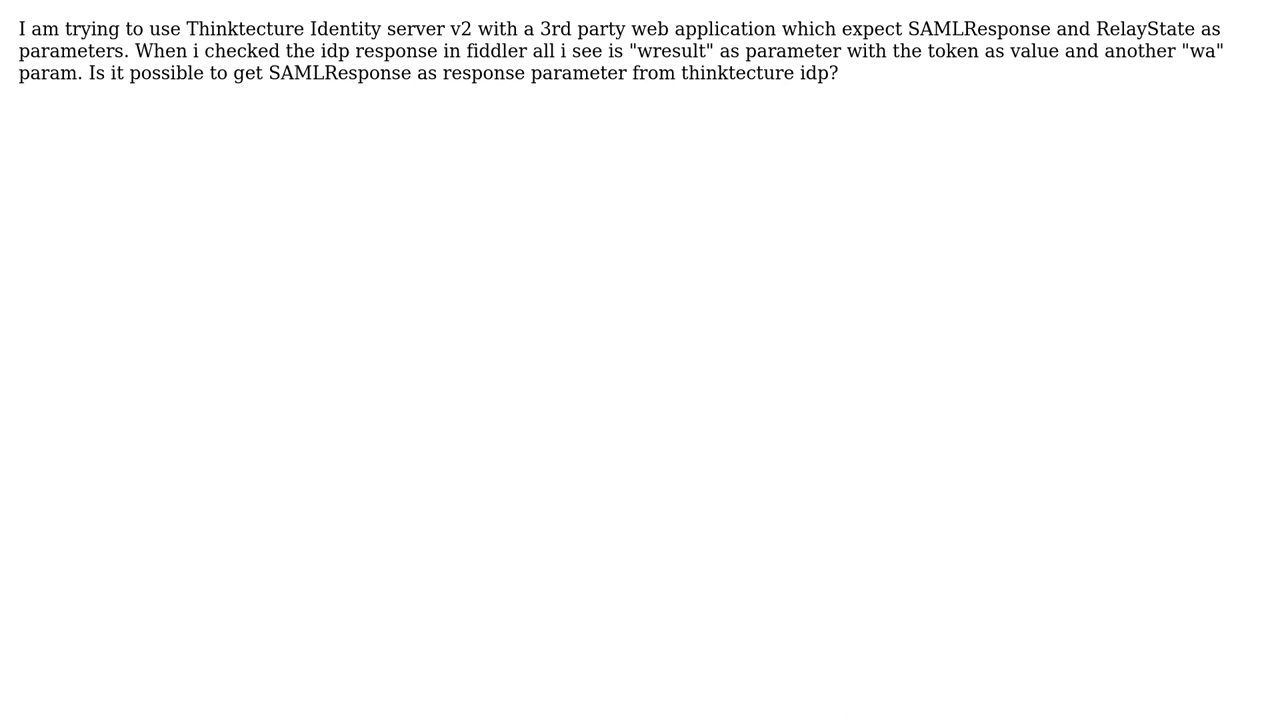 I am trying to use Thinktecture Identity server v2 with a 3rd party web application which expect SAMLResponse and RelayState as
parameters. When i checked the idp response in fiddler all i see is "wresult" as parameter with the token as value and another "wa"
param. Is it possible to get SAMLResponse as response parameter from thinktecture idp?